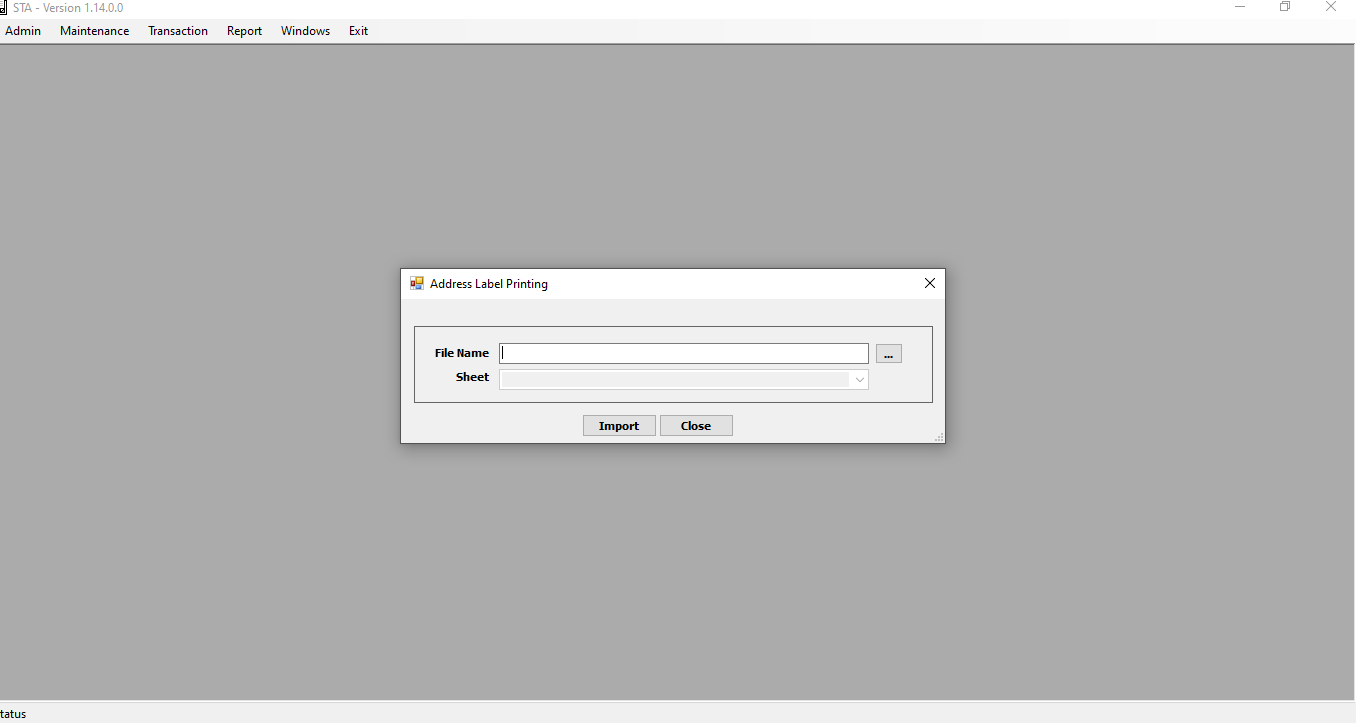 STA - Version 1.14.0.0
Admin Maintenance Transaction Report Windows Exit
Address Label Printing
File Name ...
Sheet
Import Close
tatus